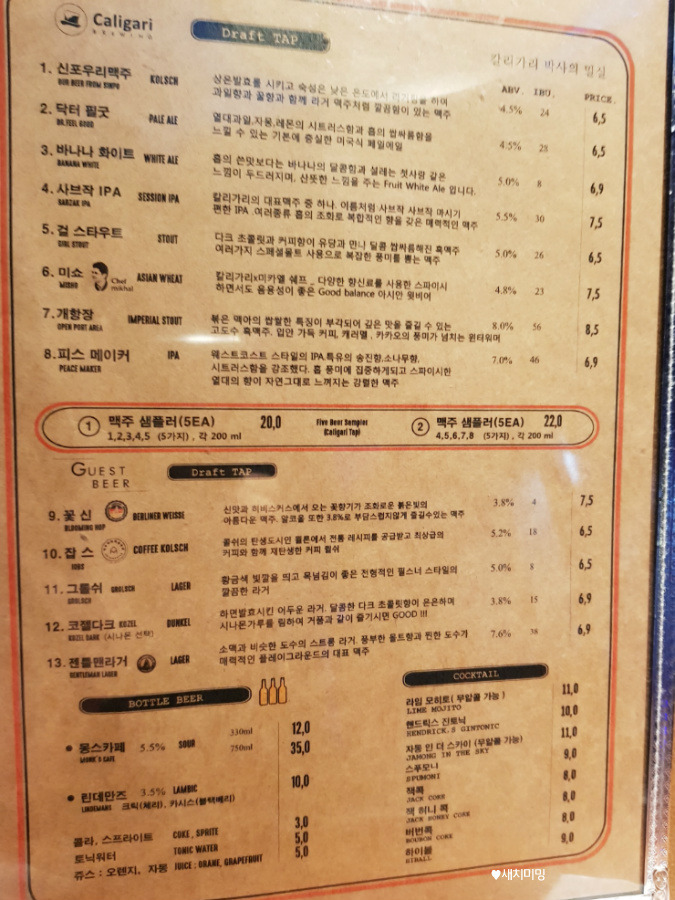 Caligari
BREWING
Draft TAP
칼리가리 박사의 밀실
ABV. IBU. PRICE.
1. 신포우리맥주 KOLSCH
OUR BEER FROM SINPO
상온발효를 시키고 숙성은 낮은 온도에서 하여
과일향과 꿀향과 함께 라거 맥주처럼 깔끔함이 있는 맥주
4.5% 24 6,5
2. 닥터 필굿 PALE ALE
DR.FEEL GOOD
열대과일,자몽,레몬의 시트러스함과 홉의 쌉싸름함을
느낄 수 있는 기본에 충실한 미국식 페일에일
4.5% 28 6,5
3. 바나나 화이트 WHITE ALE
BANANA WHITE
홉의 쓴맛보다는 바나나의 달콤함과 설레는 첫사랑 같은
느낌이 두드러지며, 산뜻한 느낌을 주는 Fruit White Ale 입니다.
5.0% 8 6,9
4. 사브작 IPA SESSION IPA
SABZAK IPA
칼리가리의 대표맥주 중 하나. 이름처럼 사브작 사브작 마시기
편한 IPA .여러종류 홉의 조화로 복합적인 향을 갖은 매력적인 맥주
5.5% 30 7,5
5. 걸 스타우트 STOUT
GIRL STOUT
다크 초콜릿과 커피향이 유당과 만나 달콤 쌉싸름해진 흑맥주
여러가지 스페셜몰트 사용으로 복잡한 풍미를 뽐는 맥주
5.0% 26 6,5
6. 미쇼 Chef mikhal ASIAN WHEAT
MISHO
칼리가리x미카엘 쉐프 _ 다양한 향신료를 사용한 스파이시
하면서도 음용성이 좋은 Good balance 아시안 윗비어
4.8% 23 7,5
7. 개항장 IMPERIAL STOUT
OPEN PORT AREA
볶은 맥아의 쌉쌀한 특징이 부각되어 깊은 맛을 즐길 수 있는
고도수 흑맥주. 입안 가득 커피, 캐러멜 , 카카오의 풍미가 넘치는 윈터워머
8.0% 56 8,5
8. 피스 메이커 IPA
PEACE MAKER
웨스트코스트 스타일의 IPA.특유의 송진향,소나무향,
시트러스함을 강조했다. 홉 풍미에 집중하게되고 스파이시한
열대의 향이 자연그대로 느껴지는 강렬한 맥주
7.0% 46 6,9
① 맥주 샘플러(5EA) 20,0
1,2,3,4,5 (5가지) , 각 200 ml
Five Beer Sampler
(Caligari Tap)
② 맥주 샘플러(5EA) 22,0
4,5,6,7,8 (5가지) , 각 200 ml
GUEST
BEER
Draft TAP
9. 꽃 신 BERLINER WEISSE
BLOOMING HOP
신맛과 히비스커스에서 오는 꽃향기가 조화로운 붉은빛의
아름다운 맥주. 알코올 또한 3.8%로 부담스럽지않게 즐길수있는 맥주
3.8% 4 7,5
10. 잡 스 COFFEE KOLSCH
JOBS
쾰쉬의 탄생도시인 쾰른에서 전통 레시피를 공급받고 최상급의
커피와 함께 재탄생한 커피 쾰쉬
5.2% 18 6,5
11. 그롤쉬 GROLSCH LAGER
GROLSCH
황금색 빛깔을 띄고 목넘김이 좋은 전형적인 필스너 스타일의
깔끔한 라거
5.0% 8 6,5
12. 코젤다크 KOZEL DUNKEL
KOZEL DARK (시나몬 선택)
하면발효시킨 어두운 라거. 달콤한 다크 초콜릿향이 은은하며
시나몬가루를 림하여 거품과 같이 즐기시면 GOOD !!!
3.8% 15 6,9
13. 젠틀맨라거 LAGER
GENTLEMAN LAGER
소맥과 비슷한 도수의 스트롱 라거. 풍부한 몰트향과 찐한 도수가
매력적인 플레이그라운드의 대표 맥주
7.6% 38 6,9
BOTTLE BEER
● 몽스카페 5.5% SOUR
MONK'S CAFE
330ml 12,0
750ml 35,0
● 린데만즈 3.5% LAMBIC 10,0
LINDEMANS 크릭(체리) , 카시스(블랙베리)
콜라, 스프라이트 COKE , SPRITE 3,0
토닉워터 TONIC WATER 5,0
쥬스 : 오렌지, 자몽 JUICE : ORANE, GRAPEFRUIT 5,0
COCKTAIL
라임 모히토( 무알콜 가능 ) 11,0
LIME MOJITO
핸드릭스 진토닉 10,0
HENDRICK.S GINTONIC
자몽 인 더 스카이 (무알콜 가능) 11,0
JAMONG IN THE SKY
스푸모니 9,0
SPUMONI
잭콕 8,0
JACK COKE
잭 허니 콕 8,0
JACK HONEY COKE
버번콕 8,0
BOUBON COKE
하이볼 9,0
HIBALL
♥새치미밍